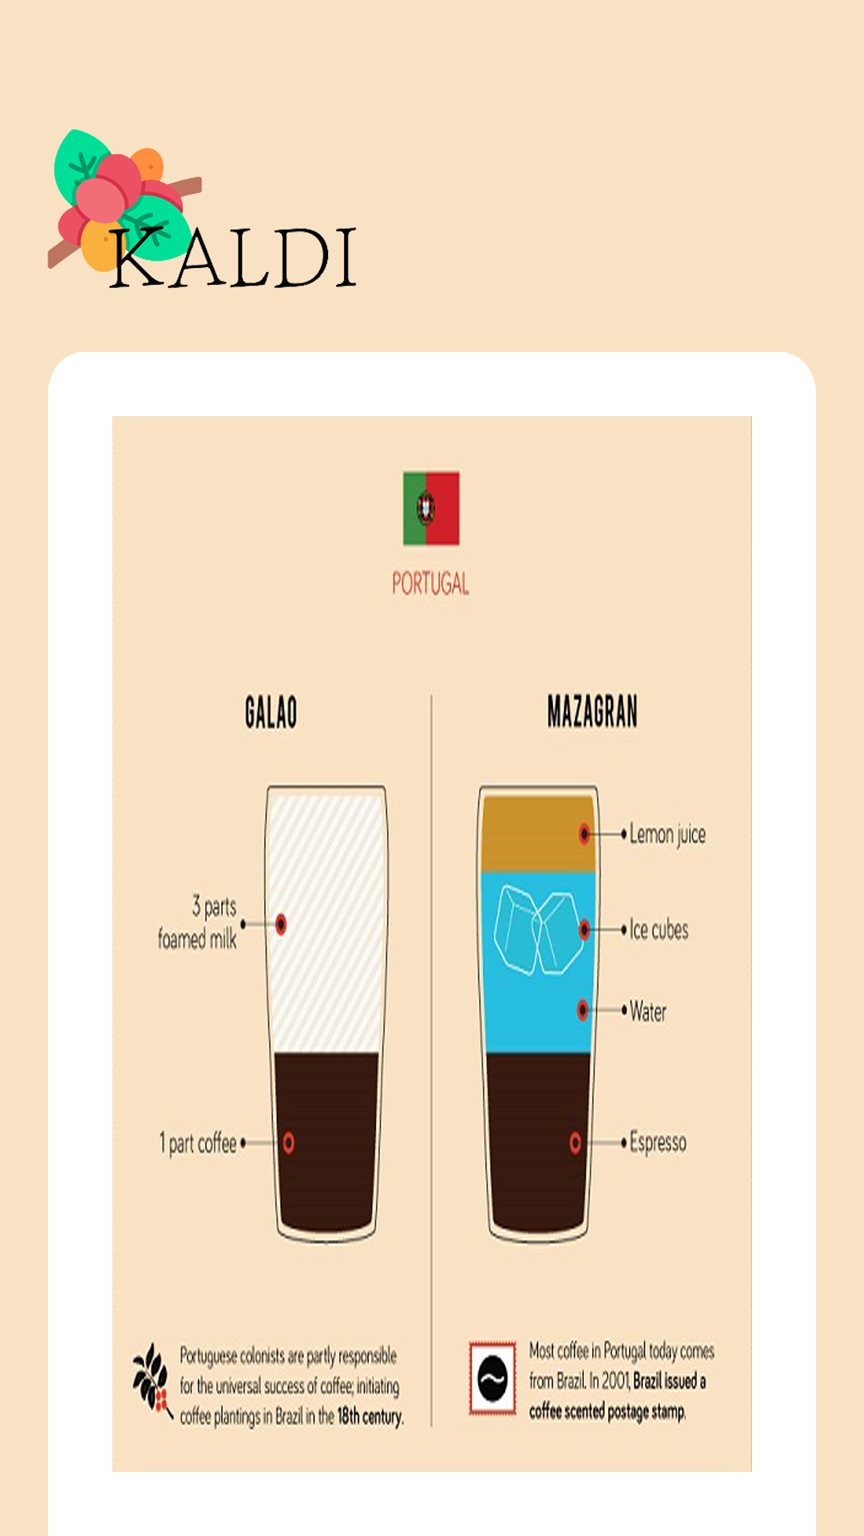 KALDI
PORTUGAL
GALAO
MAZAGRAN
3 parts
foamed milk
1 part coffee
Lemon juice
Ice cubes
Water
Espresso
Portuguese colonists are partly responsible
for the universal success of coffee; initiating
coffee plantings in Brazil in the 18th century.
Most coffee in Portugal today comes
from Brazil. In 2001, Brazil issued a
coffee scented postage stamp.